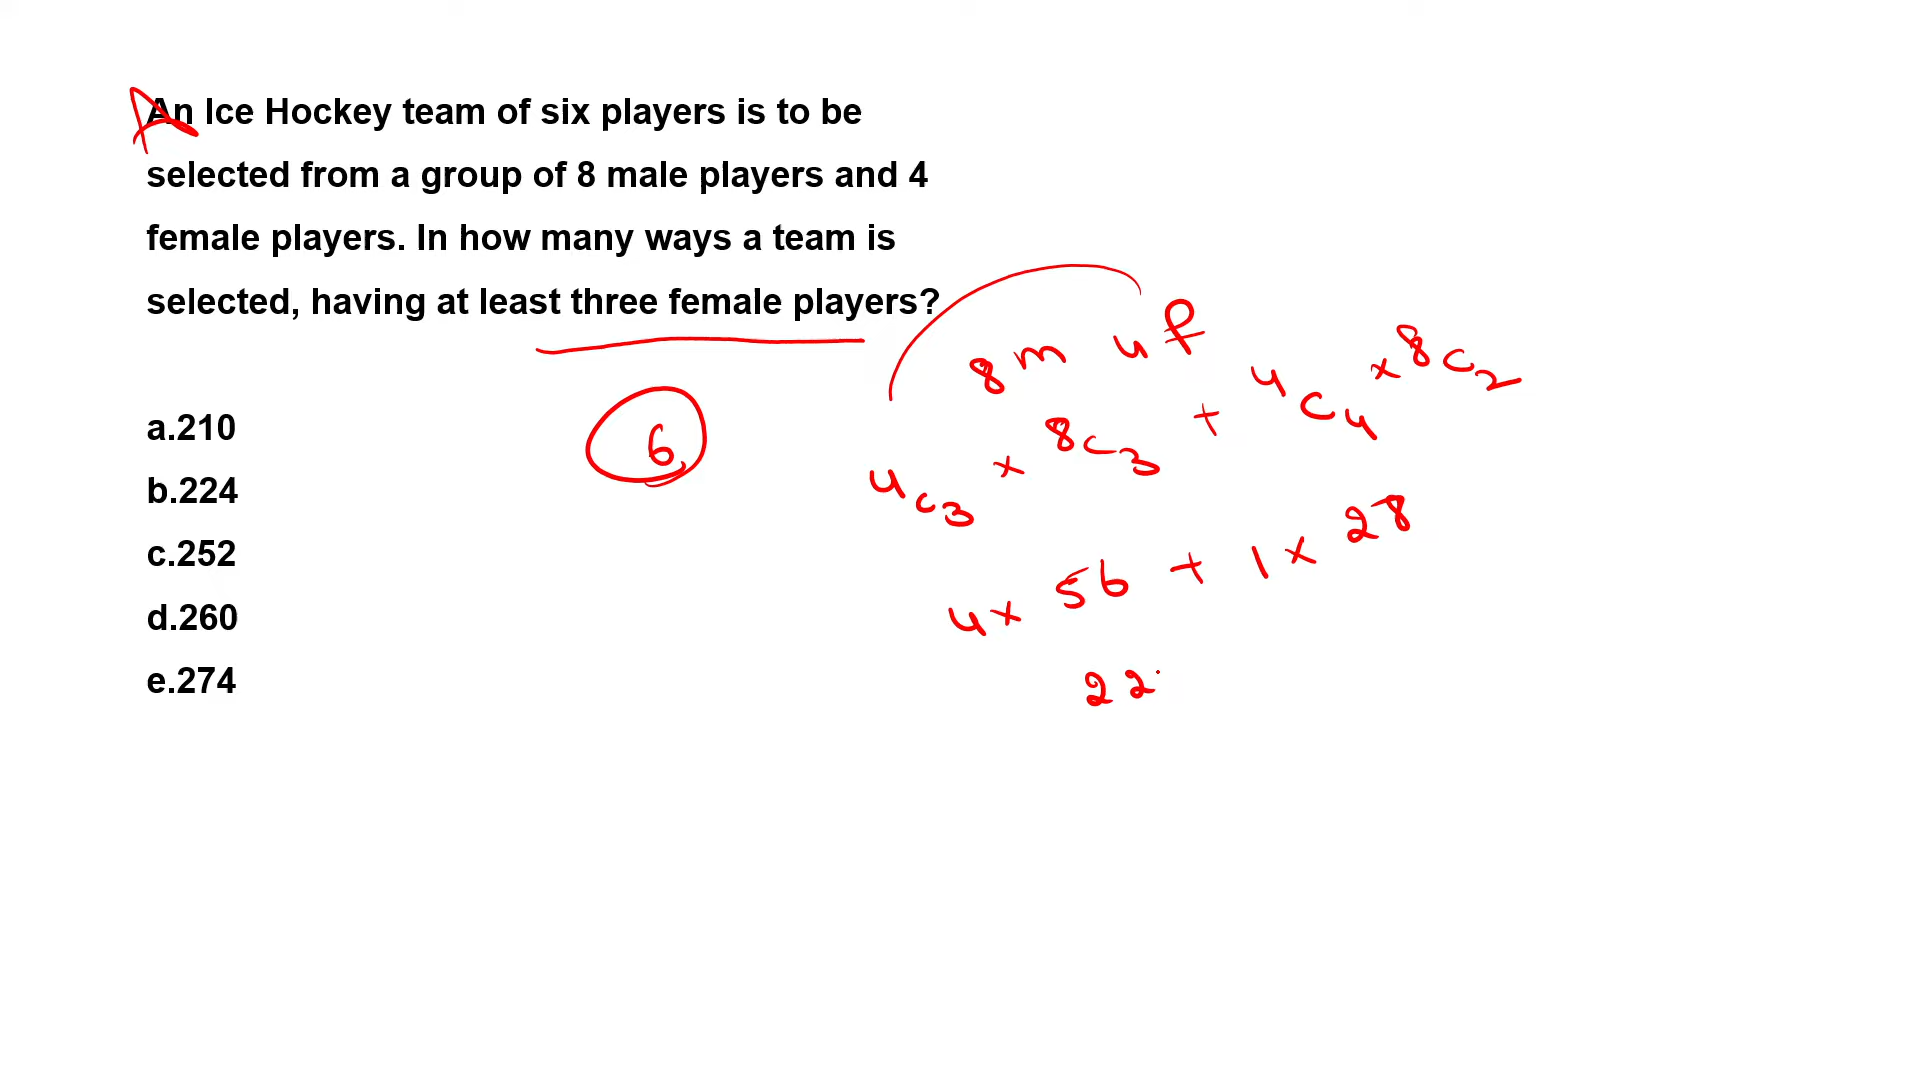 An Ice Hockey team of six players is to be
selected from a group of 8 male players and 4
female players. In how many ways a team is
selected, having at least three female players?
8m 4f
4c3 × 8c3 + 4c4 × 8c2
6
a.210
b.224
c.252
d.260
e.274
4× 56 + 1× 28
22